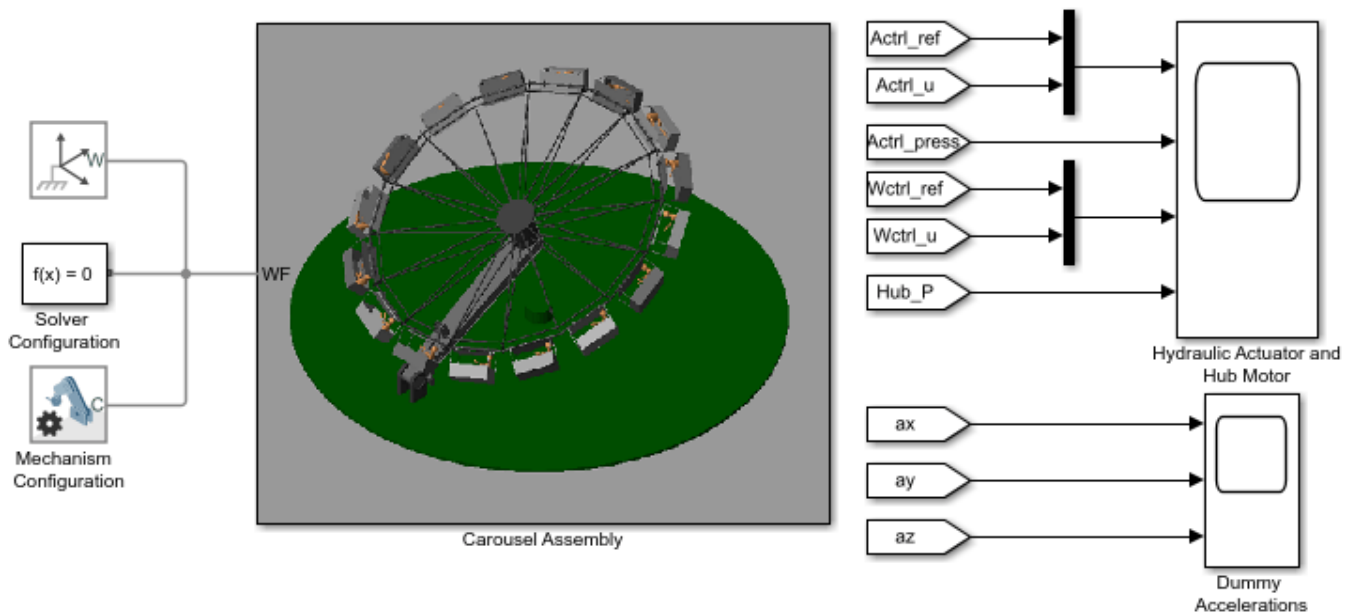 W
f(x) = 0
Solver
Configuration
C
Mechanism
Configuration
WF
Carousel Assembly
Actrl_ref
Actrl_u
Actrl_press
Wctrl_ref
Wctrl_u
Hub_P
Hydraulic Actuator and
Hub Motor
ax
ay
az
Dummy
Accelerations